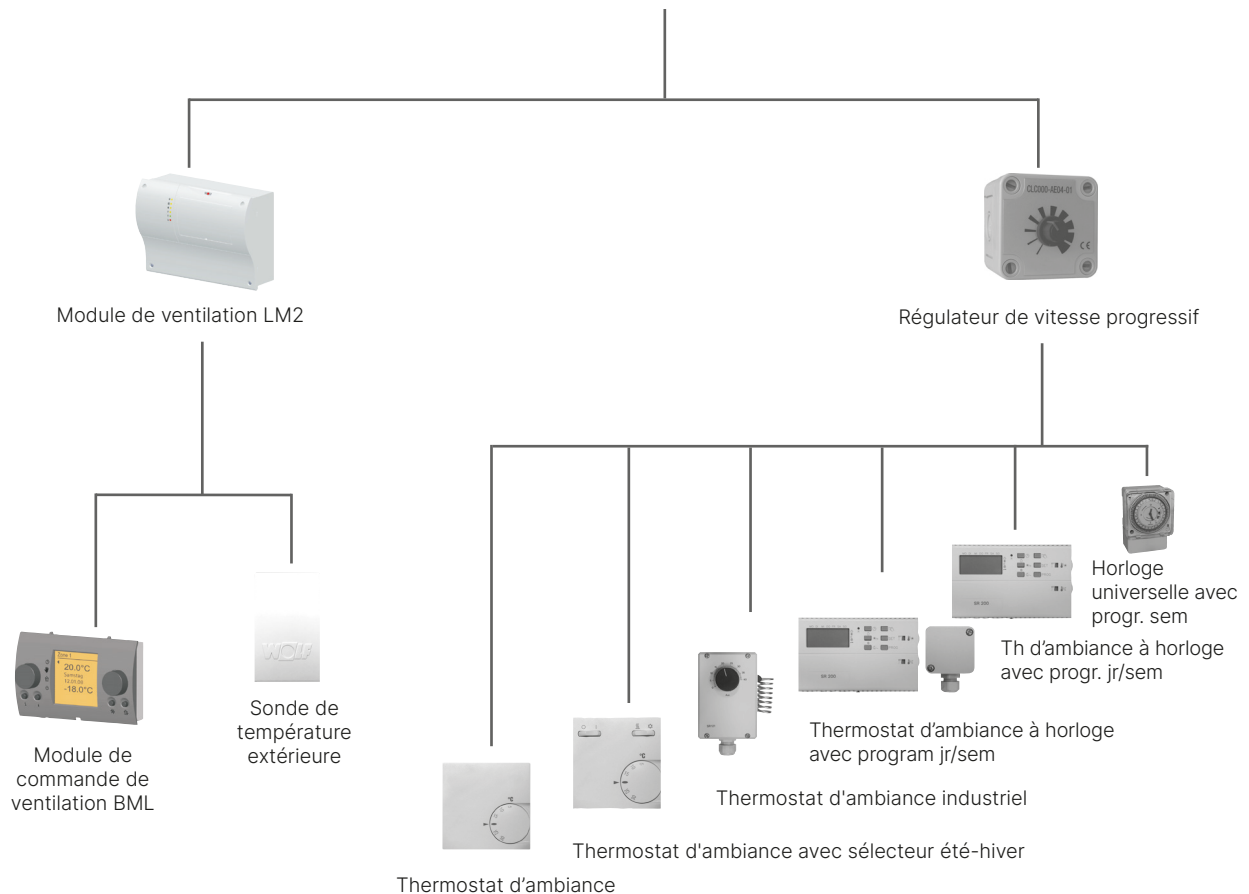 CLC000-AE04-01
CE
Module de ventilation LM2
Régulateur de vitesse progressif
Horloge
universelle avec
progr. sem
Th d’ambiance à horloge
avec progr. jr/sem
Zone 1
20.0°C
Samstag
12.01.08
-18.0°C
WOLF
Sonde de
température
extérieure
Module de
commande de
ventilation BML
Thermostat d’ambiance à horloge
avec program jr/sem
Thermostat d'ambiance industriel
°C
°C
Thermostat d'ambiance avec sélecteur été-hiver
Thermostat d’ambiance